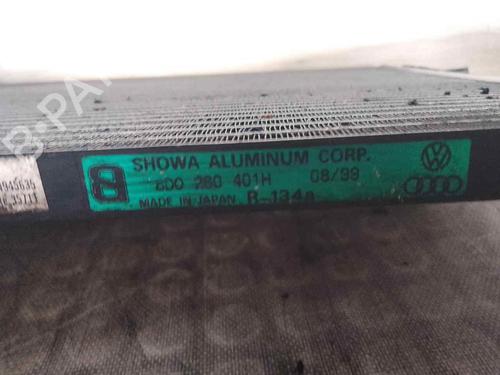 SHOWA ALUMINUM CORP.
8D0 260 401H 08/99
MADE IN JAPAN R-134a